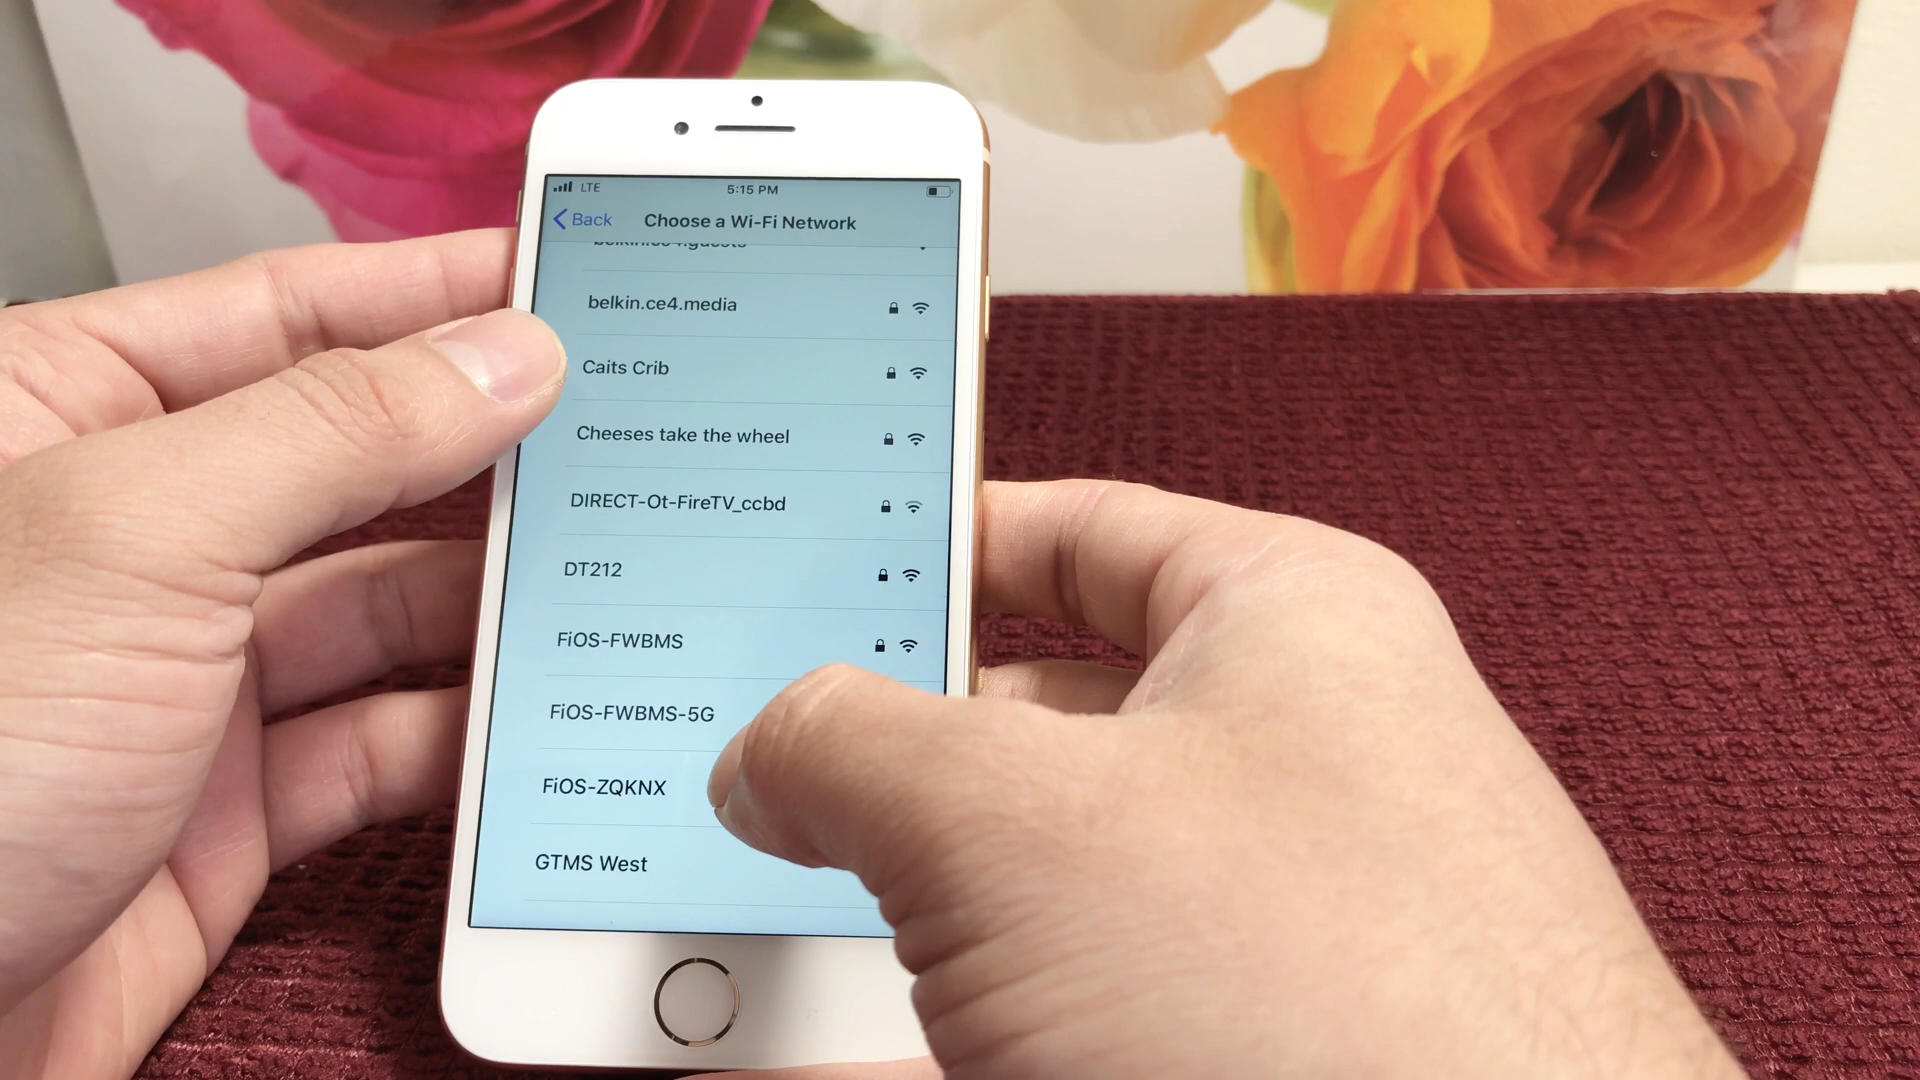 LTE
5:15 PM
Back
Choose a Wi-Fi Network
belkin.ce4.media
Caits Crib
Cheeses take the wheel
DIRECT-Ot-FireTV_ccbd
DT212
FiOS-FWBMS
FiOS-FWBMS-5G
FiOS-ZQKNX
GTMS West